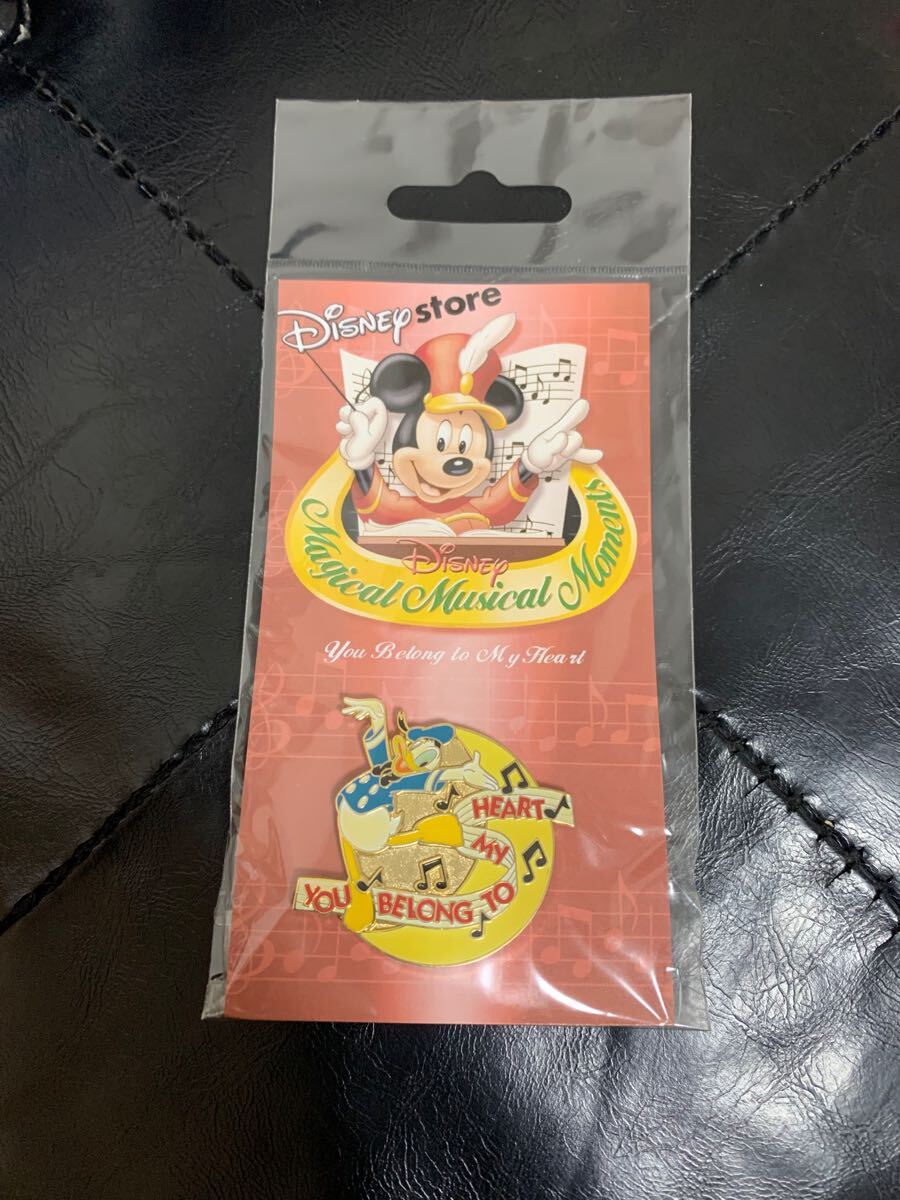 Disney store
Disney
Magical Musical Moments
You Belong to My Heart
HEART
MY
YOU BELONG TO